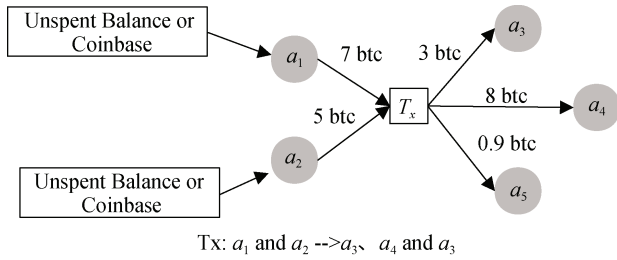 Unspent Balance or
Coinbase
a₁
7 btc
3 btc
a₃
Tₓ
8 btc
a₄
5 btc
a₂
0.9 btc
a₅
Unspent Balance or
Coinbase
Tx: a₁ and a₂ -->a₃、 a₄ and a₃